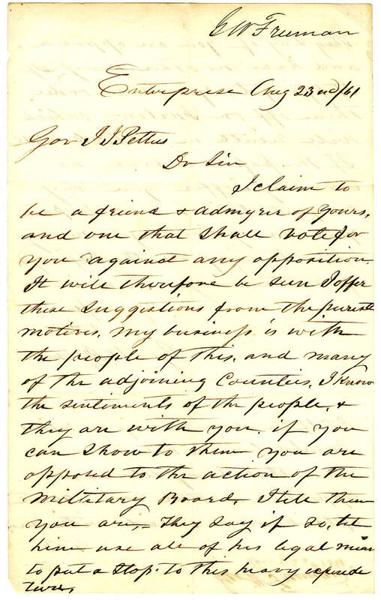 G W Freeman
Enterprise Aug 23rd/61
Gov J J Pettus
Dr Sir
I claim to
be a friend & admyrer of yours,
and one that shall vote for
you against any opposition.
It will therefore be seen I offer
these suggistions from the purest
motives, my business is with
the people of this, and many
of the adjoining Counties, I know
the sentiments of the people, &
they are with you, if you
can show to them you are
opposed to the action of the
Military Board, I tell them
you are, They say if so, let
him use all of his legal
to put a stop to this heavy expendi
tures